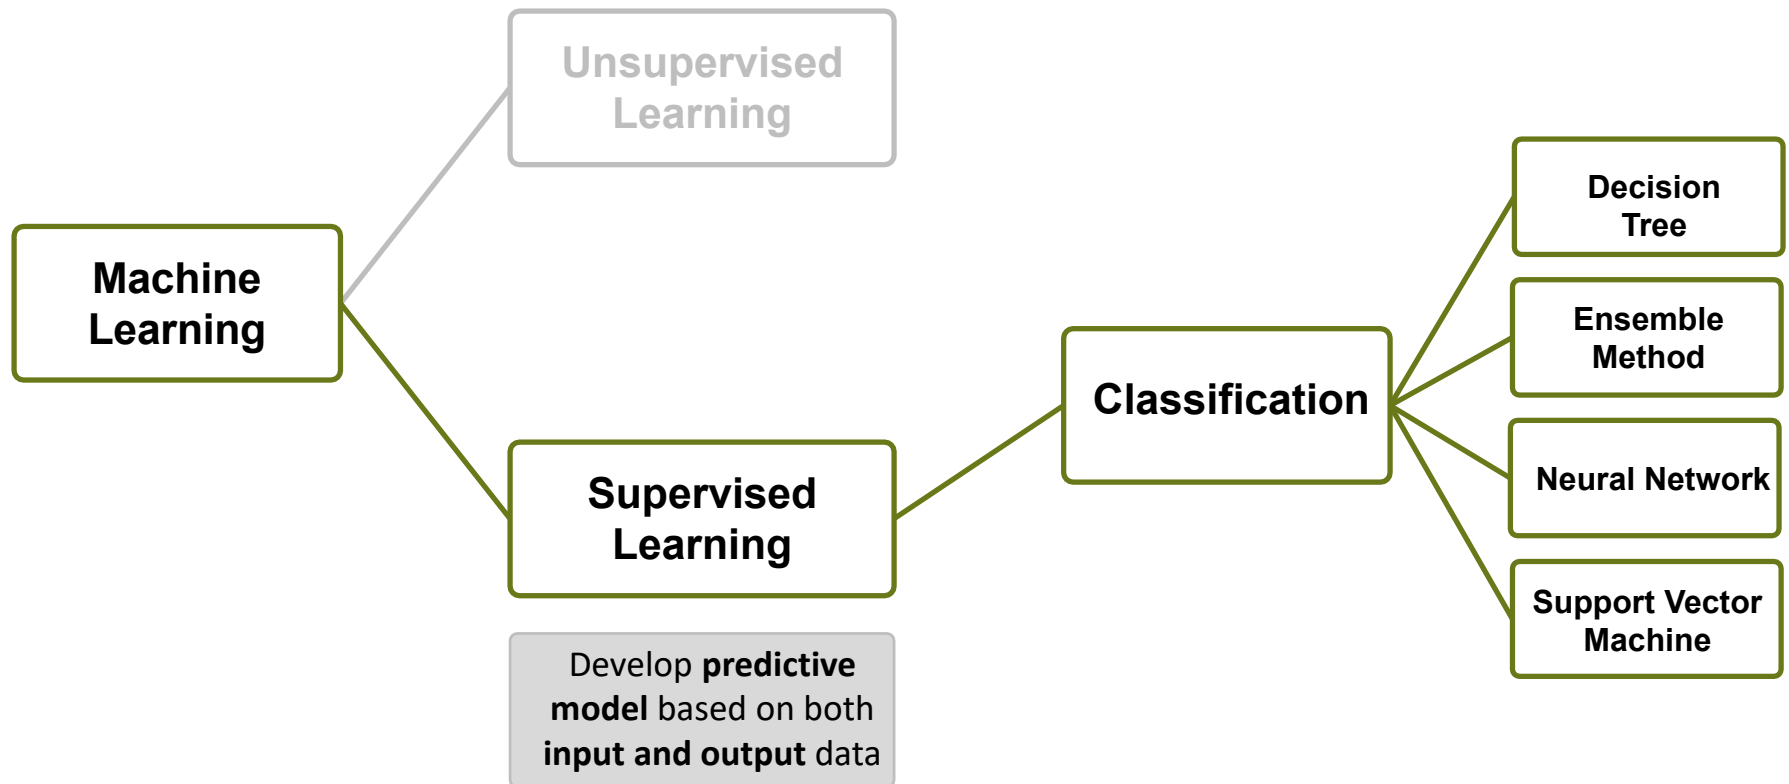 Unsupervised
Learning
Machine
Learning
Supervised
Learning
Develop predictive
model based on both
input and output data
Classification
Decision
Tree
Ensemble
Method
Neural Network
Support Vector
Machine